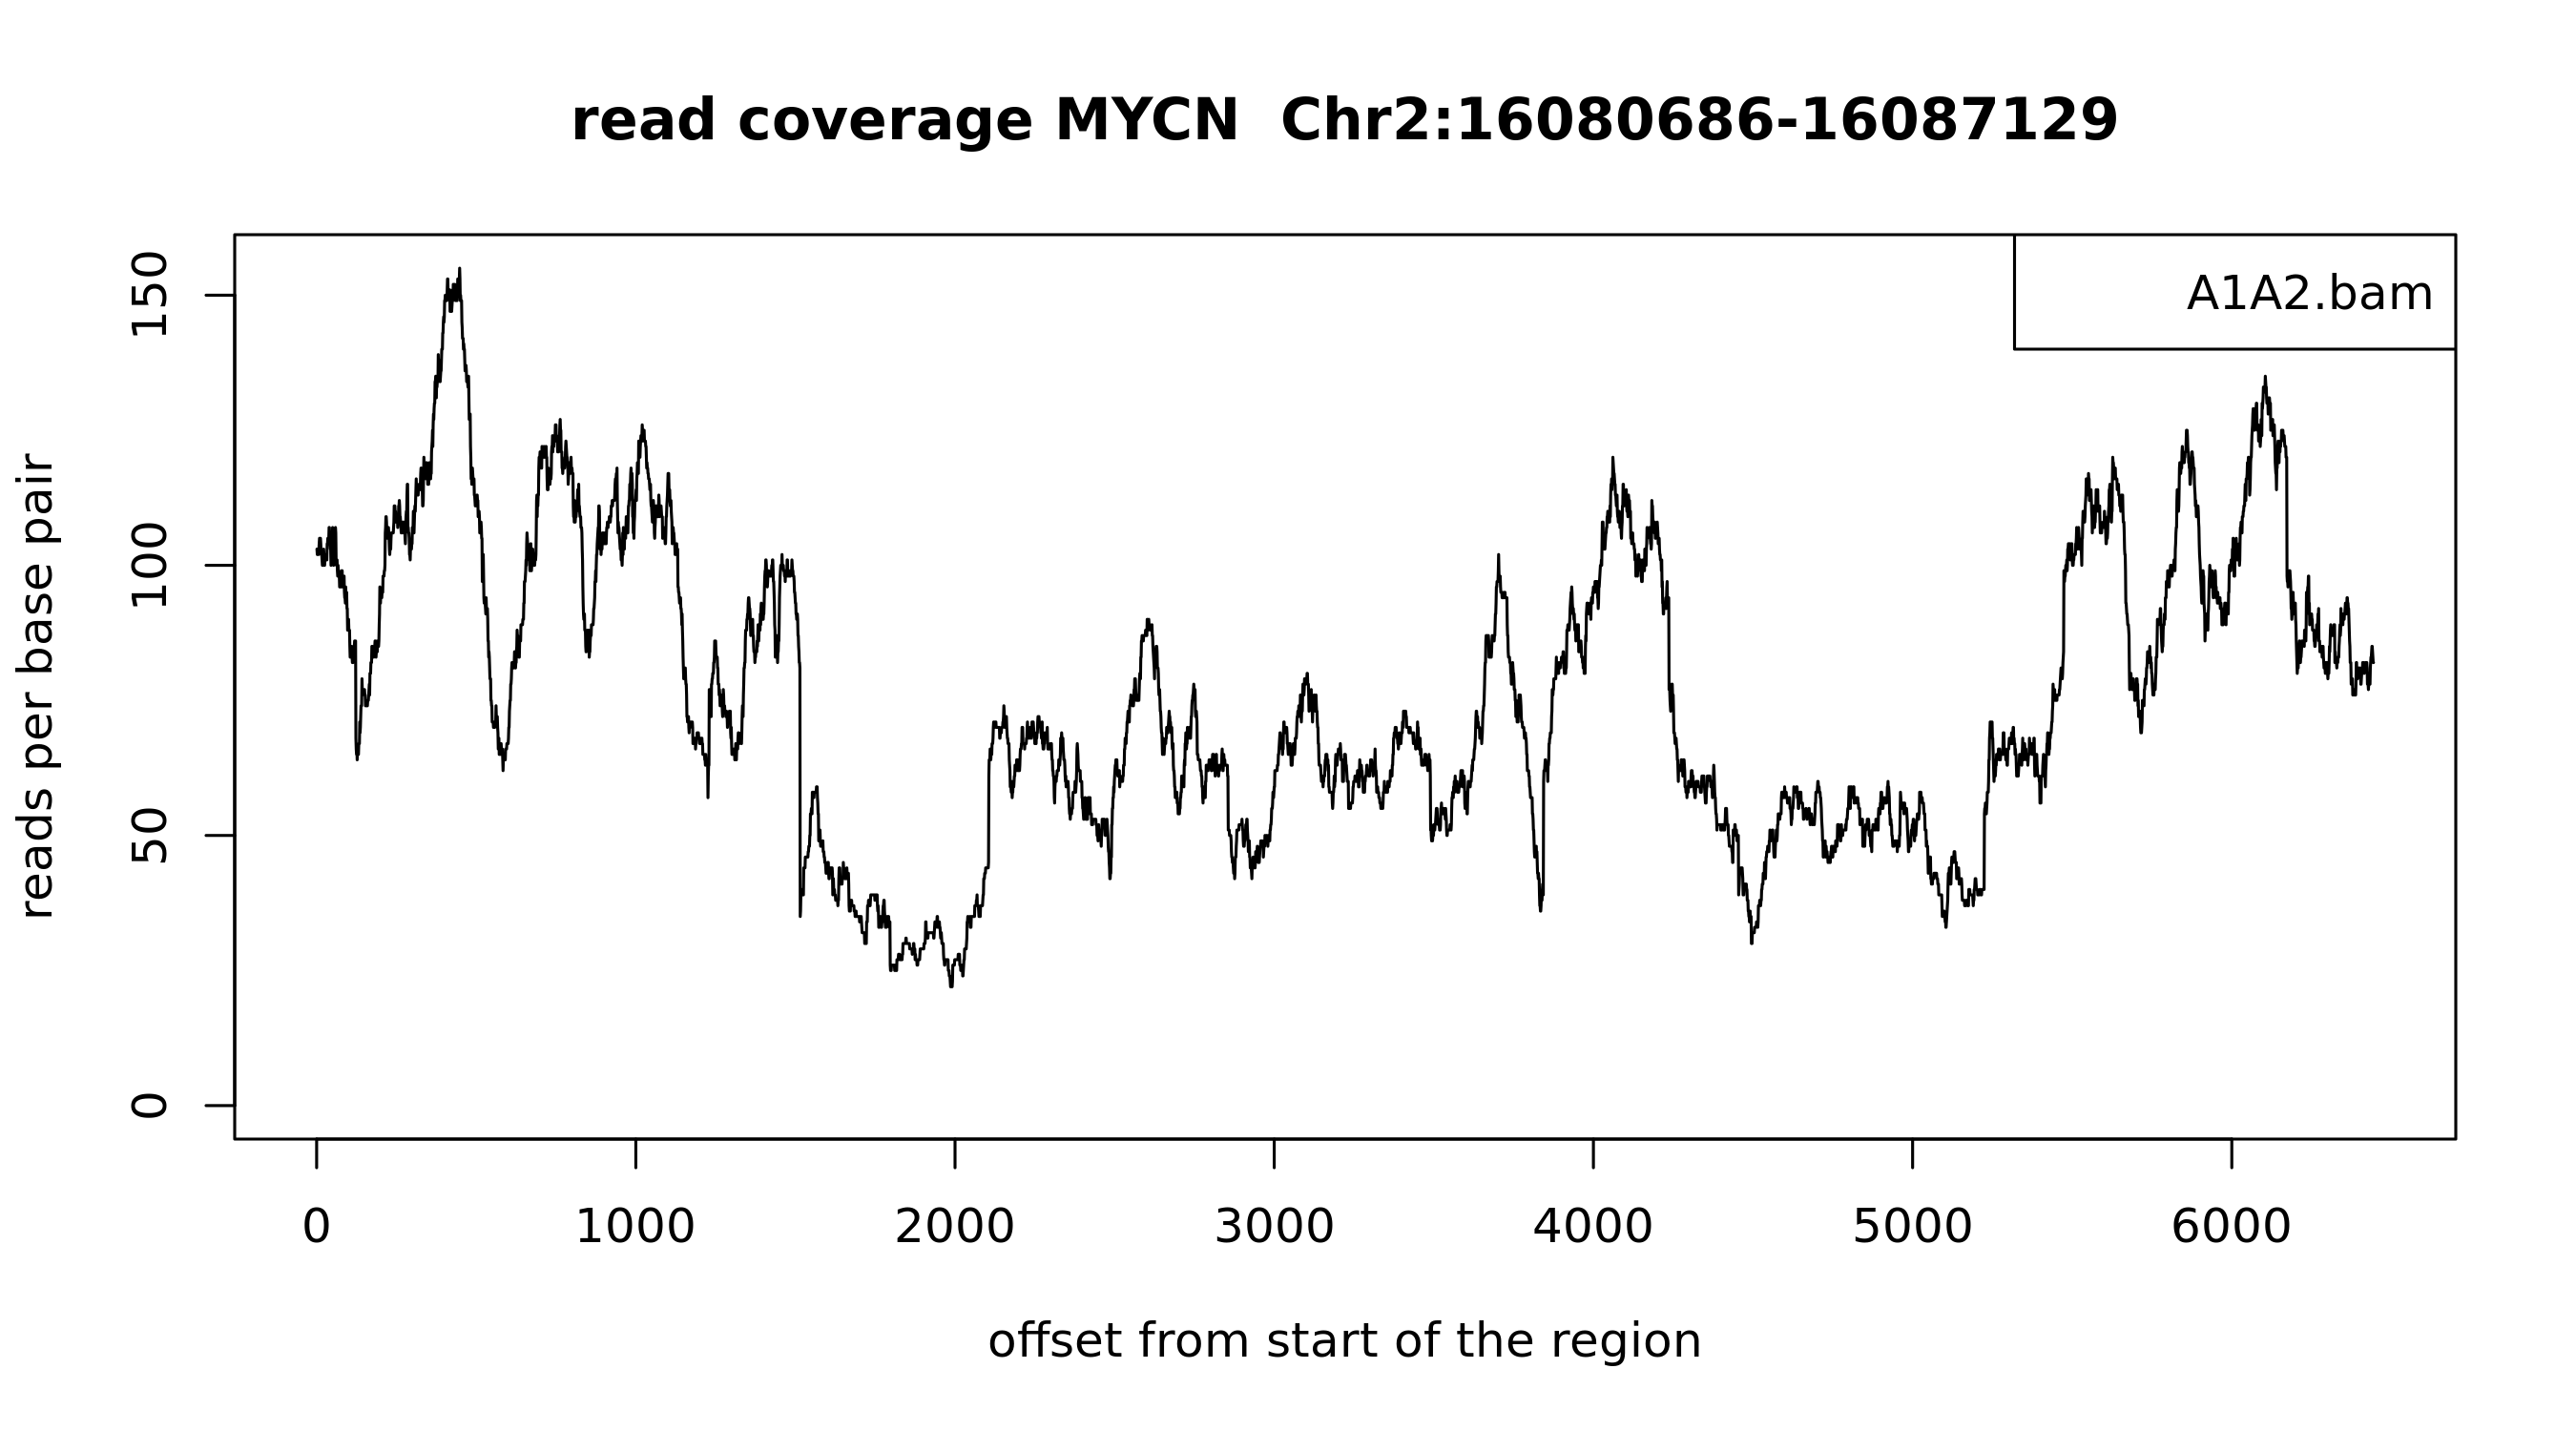 read coverage MYCN  Chr2:16080686-16087129
A1A2.bam
reads per base pair
150
100
50
0
0 1000 2000 3000 4000 5000 6000
offset from start of the region